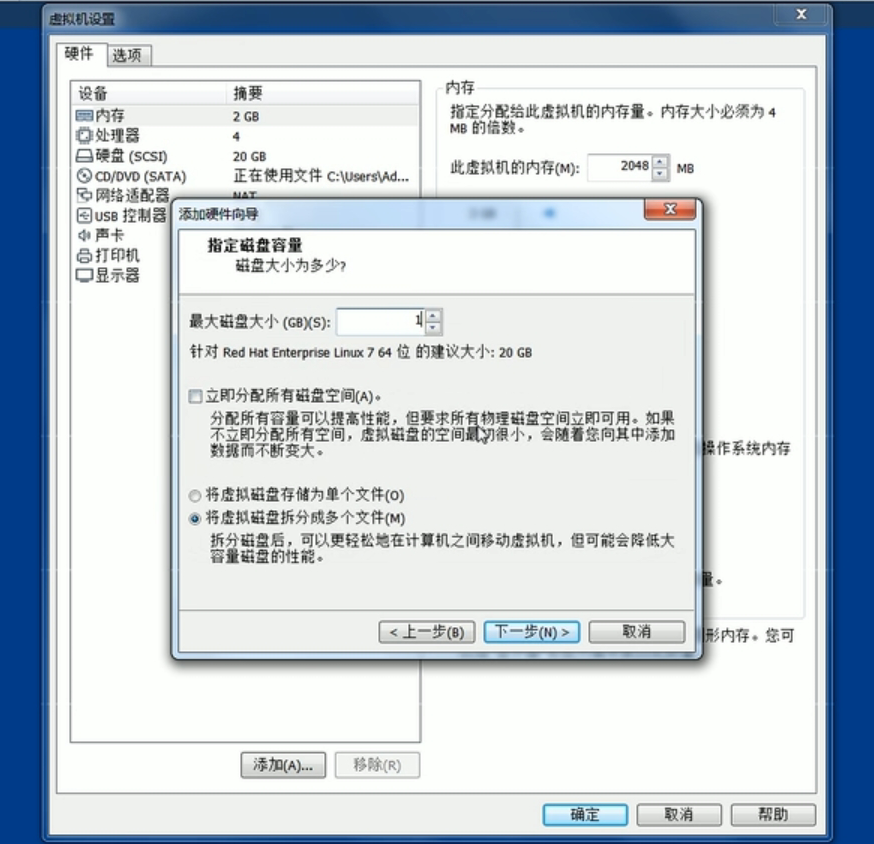 虚拟机设置
硬件 选项
设备 摘要
内存 2 GB
处理器 4
硬盘 (SCSI) 20 GB
CD/DVD (SATA) 正在使用文件 C:\Users\Ad...
网络适配器 NAT
USB 控制器
声卡
打印机
显示器
内存
指定分配给此虚拟机的内存量。内存大小必须为 4
MB 的倍数。
此虚拟机的内存(M): 2048 MB
添加硬件向导
指定磁盘容量
磁盘大小为多少?
最大磁盘大小 (GB)(S): 1
针对 Red Hat Enterprise Linux 7 64 位 的建议大小: 20 GB
立即分配所有磁盘空间(A)。
分配所有容量可以提高性能，但要求所有物理磁盘空间立即可用。如果
不立即分配所有空间，虚拟磁盘的空间最初很小，会随着您向其中添加
数据而不断变大。
将虚拟磁盘存储为单个文件(O)
将虚拟磁盘拆分成多个文件(M)
拆分磁盘后，可以更轻松地在计算机之间移动虚拟机，但可能会降低大
容量磁盘的性能。
< 上一步(B) 下一步(N) > 取消
操作系统内存
量。
形内存。您可
添加(A)... 移除(R)
确定 取消 帮助